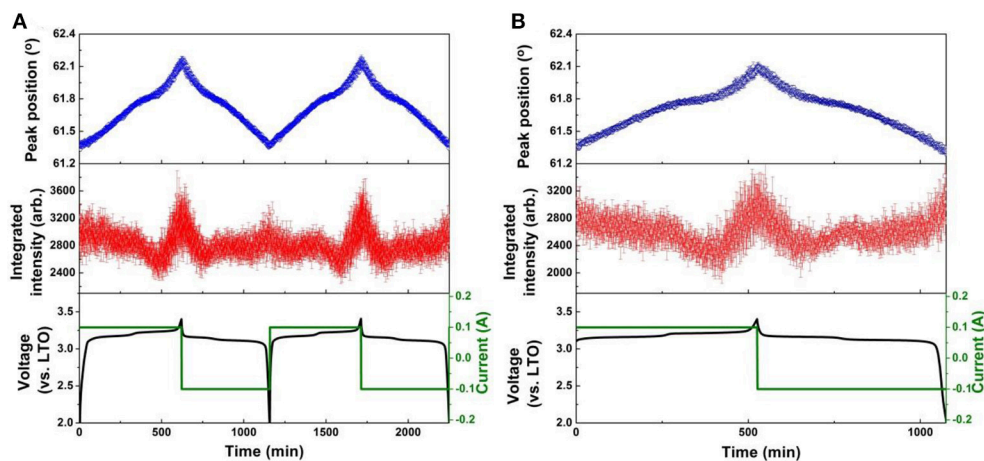 A
Peak position (º)
62.4
62.1
61.8
61.5
61.2
Integrated
intensity (arb.)
3600
3200
2800
2400
Voltage
(vs. LTO)
3.5
3.0
2.5
2.0
0.2
0.1
0.0
-0.1
-0.2
Current (A)
0
500
1000
1500
2000
Time (min)
B
Peak position (º)
62.4
62.1
61.8
61.5
61.2
Integrated
intensity (arb.)
3600
3200
2800
2400
2000
Voltage
(vs. LTO)
3.5
3.0
2.5
2.0
0.2
0.1
0.0
-0.1
-0.2
Current (A)
0
500
1000
Time (min)